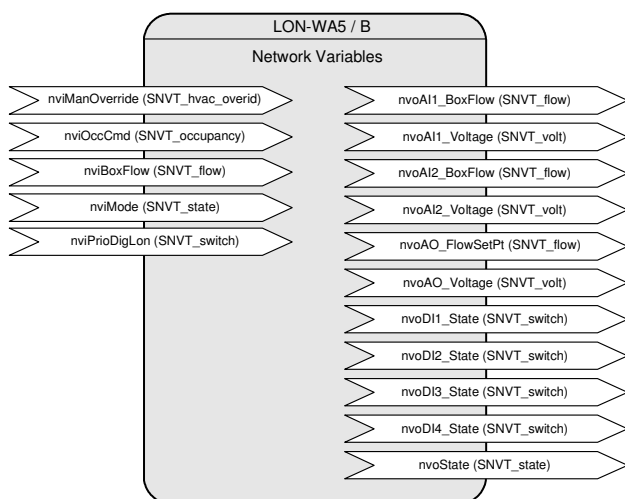 LON-WA5 / B
Network Variables
nviManOverride (SNVT_hvac_overid)
nviOccCmd (SNVT_occupancy)
nviBoxFlow (SNVT_flow)
nviMode (SNVT_state)
nviPrioDigLon (SNVT_switch)
nvoAI1_BoxFlow (SNVT_flow)
nvoAI1_Voltage (SNVT_volt)
nvoAI2_BoxFlow (SNVT_flow)
nvoAI2_Voltage (SNVT_volt)
nvoAO_FlowSetPt (SNVT_flow)
nvoAO_Voltage (SNVT_volt)
nvoDI1_State (SNVT_switch)
nvoDI2_State (SNVT_switch)
nvoDI3_State (SNVT_switch)
nvoDI4_State (SNVT_switch)
nvoState (SNVT_state)